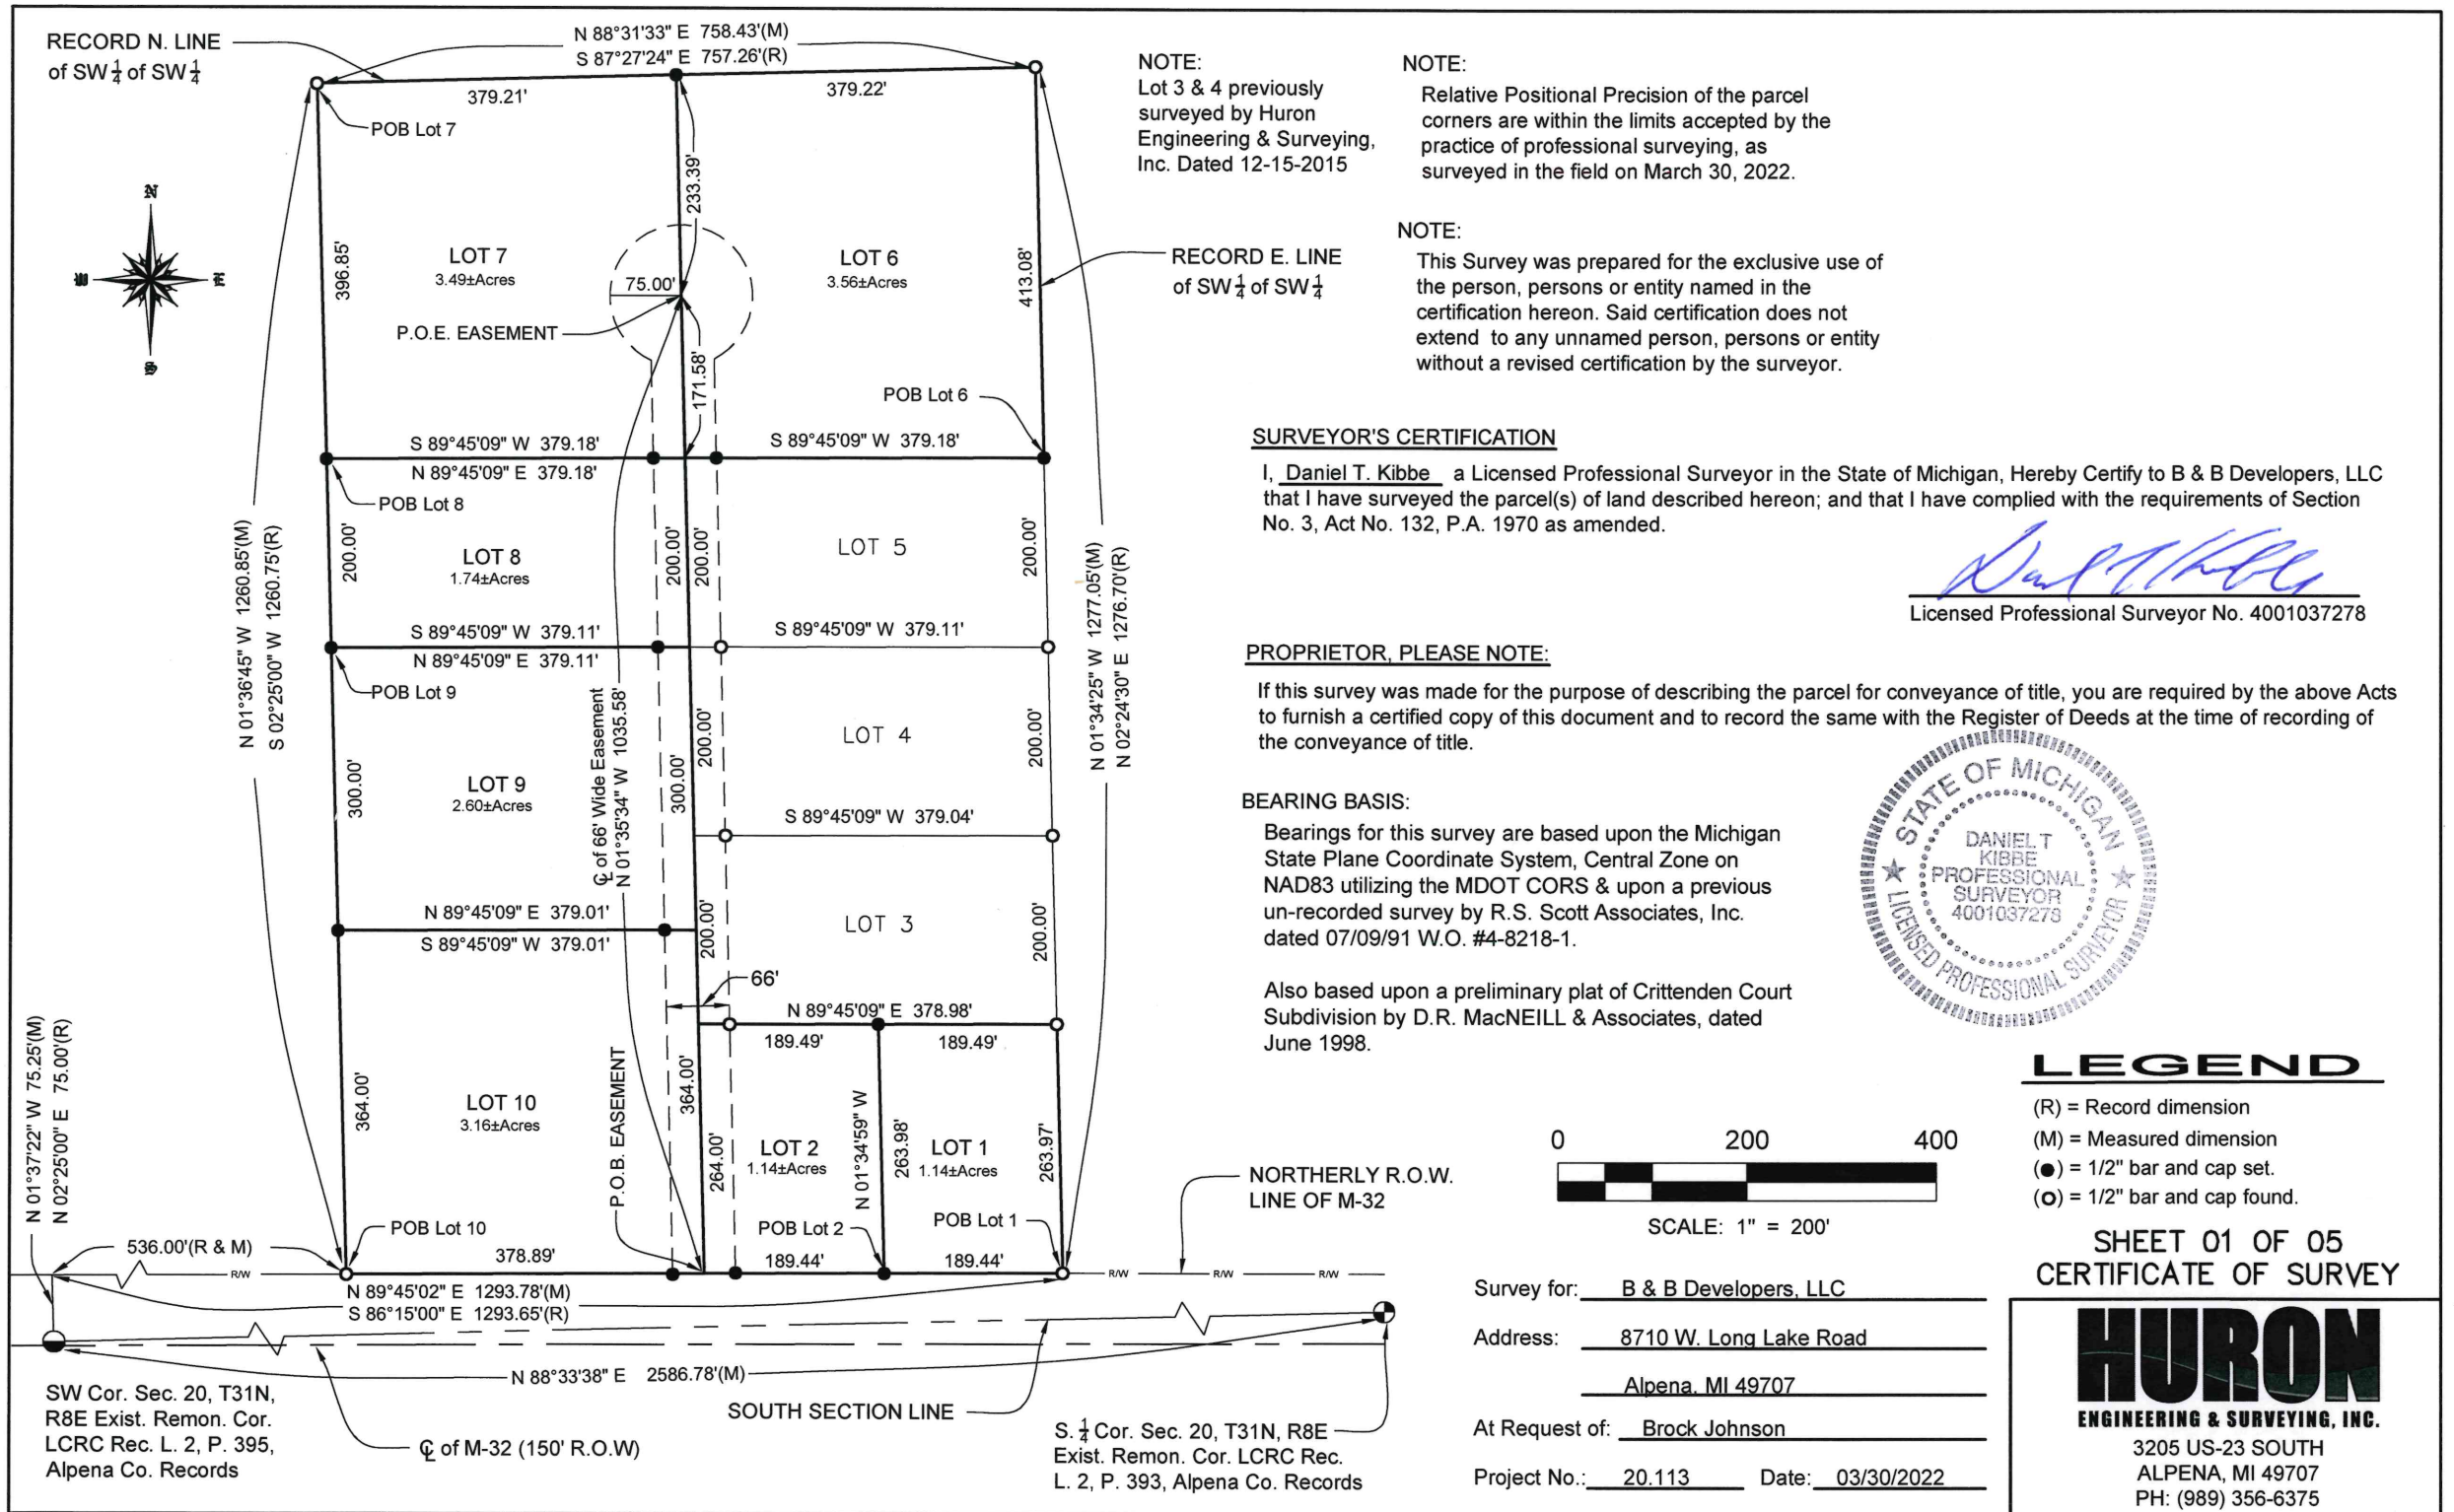 RECORD N. LINE
of SW 1/4 of SW 1/4
N 88°31'33" E 758.43'(M)
S 87°27'24" E 757.26'(R)
379.21'
379.22'
POB Lot 7
N
S
E
233.39'
396.85'
LOT 7
3.49±Acres
75.00'
LOT 6
3.56±Acres
413.08'
RECORD E. LINE
of SW 1/4 of SW 1/4
P.O.E. EASEMENT
171.58'
POB Lot 6
S 89°45'09" W 379.18'
S 89°45'09" W 379.18'
N 89°45'09" E 379.18'
POB Lot 8
N 01°36'45" W 1260.85'(M)
S 02°25'00" W 1260.75'(R)
200.00'
LOT 8
1.74±Acres
200.00'
200.00'
LOT 5
200.00'
N 01°34'25" W 1277.05'(M)
N 02°24'30" E 1276.70'(R)
S 89°45'09" W 379.11'
S 89°45'09" W 379.11'
N 89°45'09" E 379.11'
POB Lot 9
℄ of 66' Wide Easement
N 01°35'34" W 1035.58'
300.00'
LOT 9
2.60±Acres
300.00'
200.00'
LOT 4
200.00'
S 89°45'09" W 379.04'
N 89°45'09" E 379.01'
S 89°45'09" W 379.01'
200.00'
LOT 3
200.00'
66'
N 89°45'09" E 378.98'
189.49'
189.49'
N 01°37'22" W 75.25'(M)
N 02°25'00" E 75.00'(R)
364.00'
LOT 10
3.16±Acres
P.O.B. EASEMENT
364.00'
264.00'
LOT 2
1.14±Acres
N 01°34'59" W
263.98'
LOT 1
1.14±Acres
263.97'
NORTHERLY R.O.W.
LINE OF M-32
536.00'(R & M)
POB Lot 10
POB Lot 2
POB Lot 1
378.89'
189.44'
189.44'
R/W
R/W
R/W
R/W
N 89°45'02" E 1293.78'(M)
S 86°15'00" E 1293.65'(R)
N 88°33'38" E 2586.78'(M)
SOUTH SECTION LINE
SW Cor. Sec. 20, T31N,
R8E Exist. Remon. Cor.
LCRC Rec. L. 2, P. 395,
Alpena Co. Records
℄ of M-32 (150' R.O.W)
S. 1/4 Cor. Sec. 20, T31N, R8E
Exist. Remon. Cor. LCRC Rec.
L. 2, P. 393, Alpena Co. Records
NOTE:
Lot 3 & 4 previously
surveyed by Huron
Engineering & Surveying,
Inc. Dated 12-15-2015
NOTE:
Relative Positional Precision of the parcel
corners are within the limits accepted by the
practice of professional surveying, as
surveyed in the field on March 30, 2022.
NOTE:
This Survey was prepared for the exclusive use of
the person, persons or entity named in the
certification hereon. Said certification does not
extend to any unnamed person, persons or entity
without a revised certification by the surveyor.
SURVEYOR'S CERTIFICATION
I, Daniel T. Kibbe a Licensed Professional Surveyor in the State of Michigan, Hereby Certify to B & B Developers, LLC
that I have surveyed the parcel(s) of land described hereon; and that I have complied with the requirements of Section
No. 3, Act No. 132, P.A. 1970 as amended.
Licensed Professional Surveyor No. 4001037278
PROPRIETOR, PLEASE NOTE:
If this survey was made for the purpose of describing the parcel for conveyance of title, you are required by the above Acts
to furnish a certified copy of this document and to record the same with the Register of Deeds at the time of recording of
the conveyance of title.
BEARING BASIS:
Bearings for this survey are based upon the Michigan
State Plane Coordinate System, Central Zone on
NAD83 utilizing the MDOT CORS & upon a previous
un-recorded survey by R.S. Scott Associates, Inc.
dated 07/09/91 W.O. #4-8218-1.
Also based upon a preliminary plat of Crittenden Court
Subdivision by D.R. MacNEILL & Associates, dated
June 1998.
STATE OF MICHIGAN
DANIEL T
KIBBE
PROFESSIONAL
SURVEYOR
4001037278
LICENSED PROFESSIONAL SURVEYOR
LEGEND
(R) = Record dimension
(M) = Measured dimension
(●) = 1/2" bar and cap set.
(o) = 1/2" bar and cap found.
0 200 400
SCALE: 1" = 200'
SHEET 01 OF 05
CERTIFICATE OF SURVEY
Survey for: B & B Developers, LLC
Address: 8710 W. Long Lake Road
Alpena, MI 49707
At Request of: Brock Johnson
Project No.: 20.113 Date: 03/30/2022
HURON
ENGINEERING & SURVEYING, INC.
3205 US-23 SOUTH
ALPENA, MI 49707
PH: (989) 356-6375